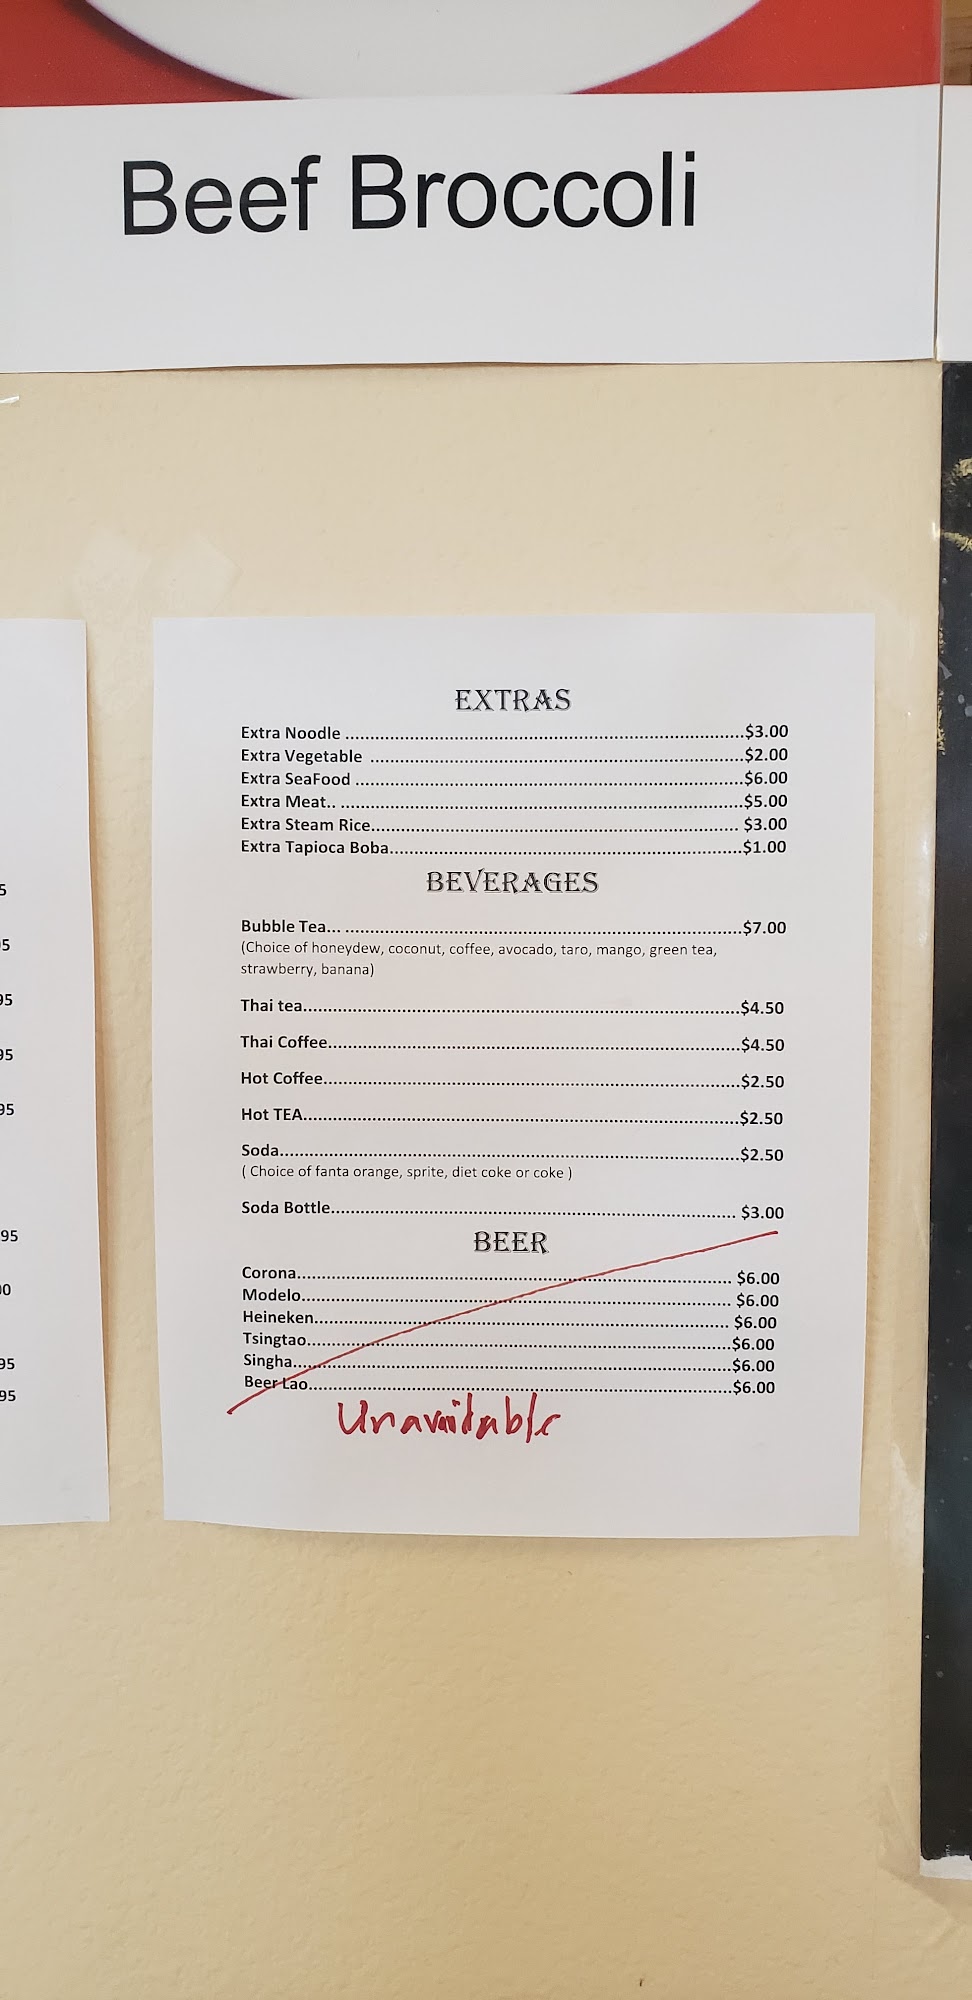 Beef Broccoli
EXTRAS
Extra Noodle ........ $3.00
Extra Vegetable ........ $2.00
Extra SeaFood ........ $6.00
Extra Meat.. ........ $5.00
Extra Steam Rice........ $3.00
Extra Tapioca Boba........ $1.00
BEVERAGES
Bubble Tea... ........ $7.00
(Choice of honeydew, coconut, coffee, avocado, taro, mango, green tea,
strawberry, banana)
Thai tea........ $4.50
Thai Coffee........ $4.50
Hot Coffee........ $2.50
Hot TEA........ $2.50
Soda........ $2.50
( Choice of fanta orange, sprite, diet coke or coke )
Soda Bottle........ $3.00
BEER
Corona........ $6.00
Modelo........ $6.00
Heineken........ $6.00
Tsingtao........ $6.00
Singha........ $6.00
Beer Lao........ $6.00
Unavailable